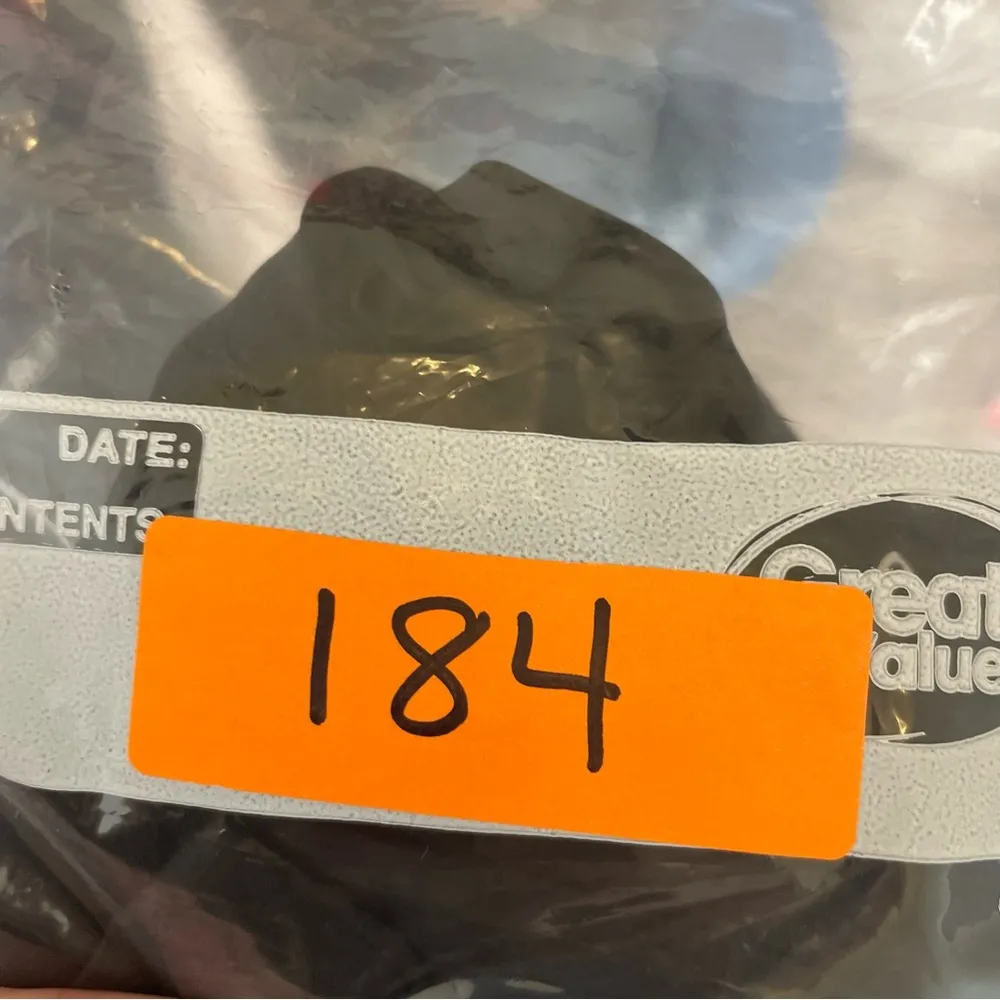 DATE:
NTENTS
Great
Value
184